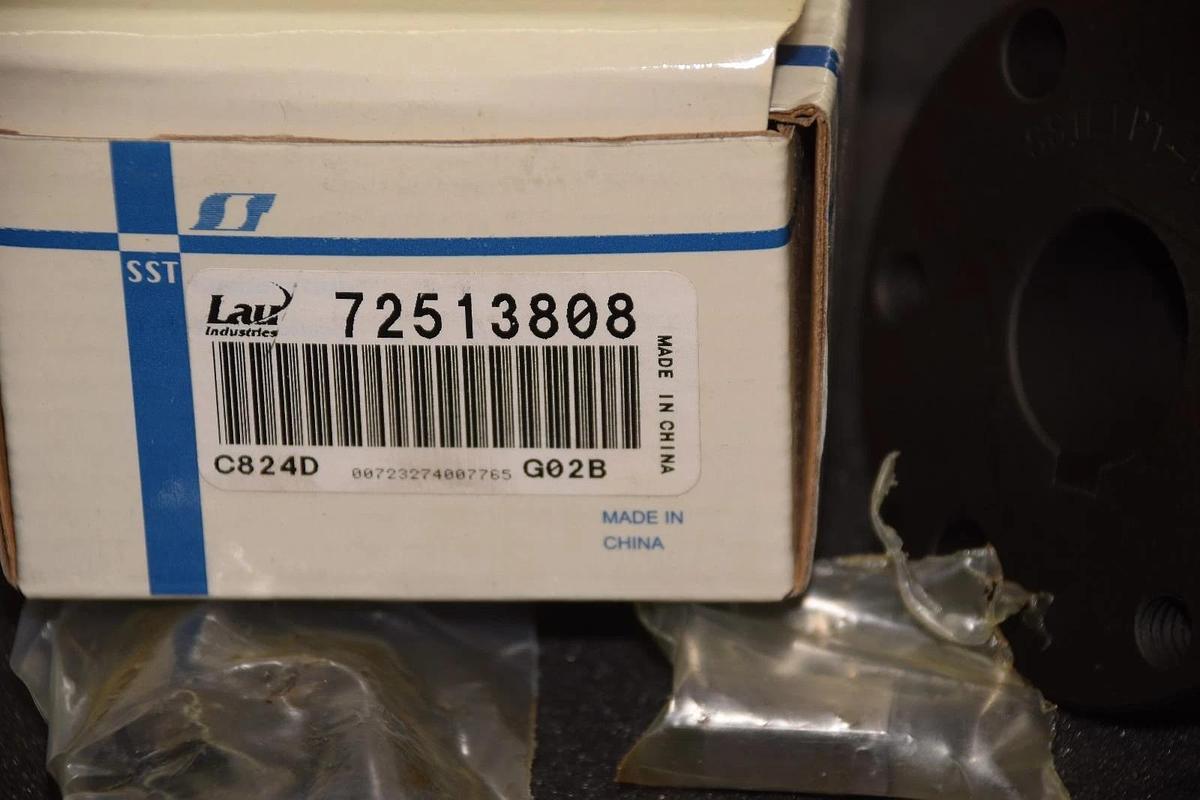 SST
Lau
Industries
72513808
MADE IN CHINA
C824D
00723274007765
G02B
MADE IN
CHINA